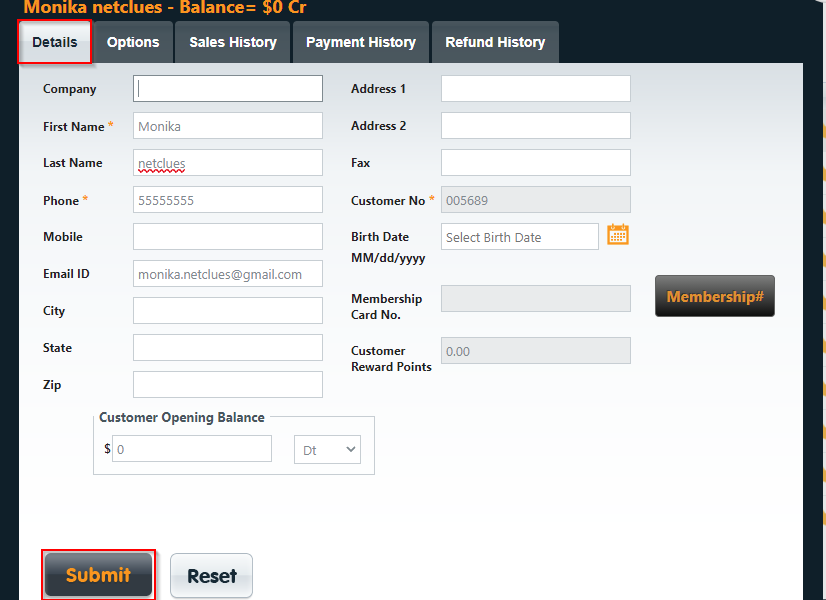 Monika netclues - Balance= $0 Cr
Details Options Sales History Payment History Refund History
Company Address 1
First Name * Monika Address 2
Last Name netclues Fax
Phone * 55555555 Customer No * 005689
Mobile Birth Date Select Birth Date
MM/dd/yyyy
Email ID monika.netclues@gmail.com
City Membership Membership#
Card No.
State Customer 0.00
Reward Points
Zip
Customer Opening Balance
$ 0 Dt
Submit Reset